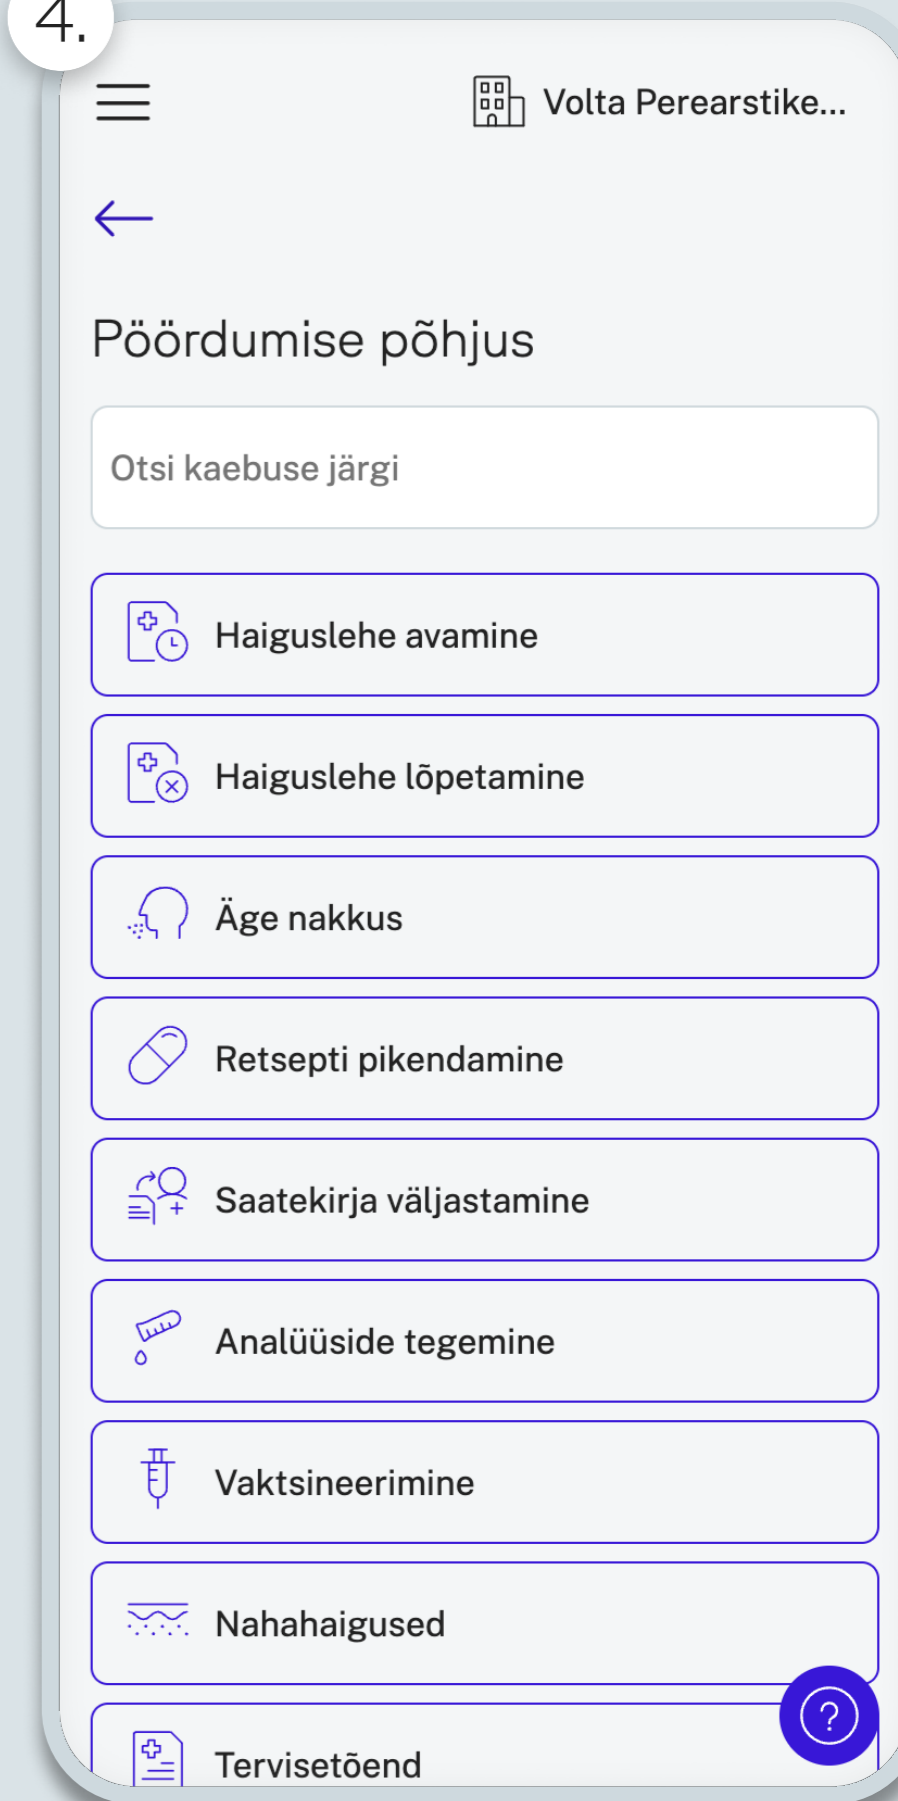 4.
Volta Perearstike...
Pöördumise põhjus
Otsi kaebuse järgi
Haiguslehe avamine
Haiguslehe lõpetamine
Äge nakkus
Retsepti pikendamine
Saatekirja väljastamine
Analüüside tegemine
Vaktsineerimine
Nahahaigused
?
Tervisetõend